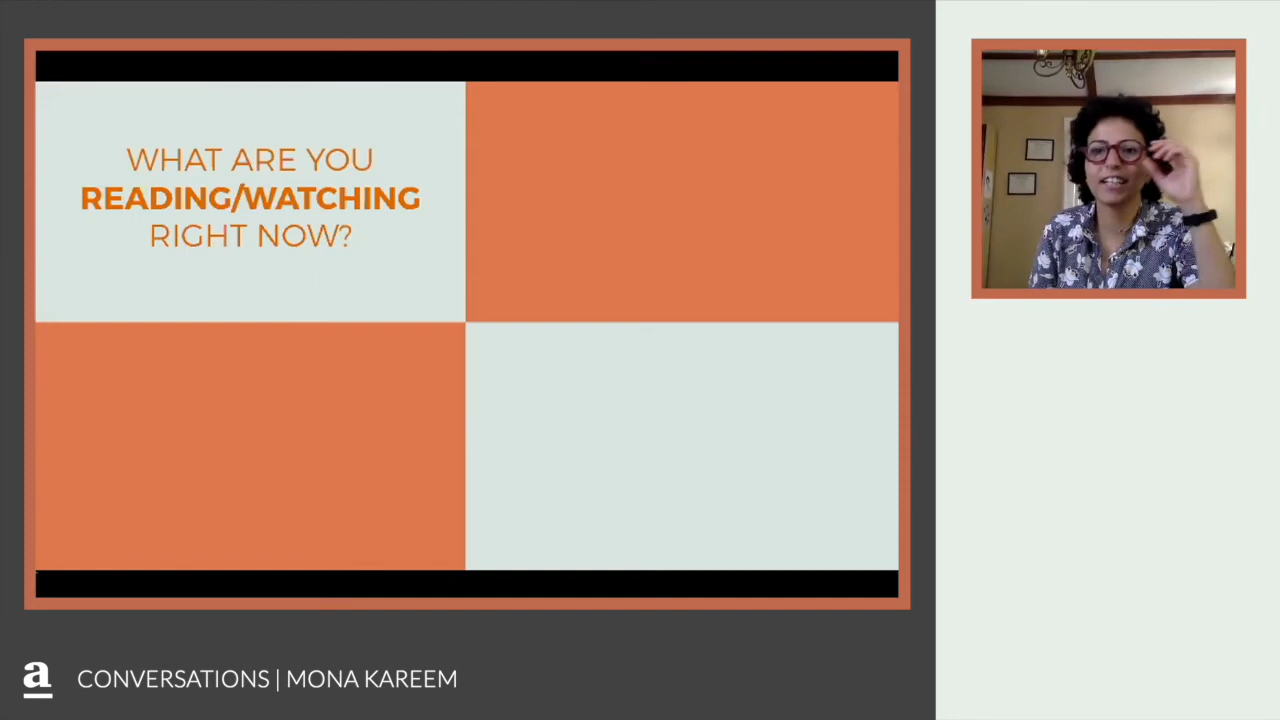 WHAT ARE YOU
READING/WATCHING
RIGHT NOW?
a
CONVERSATIONS | MONA KAREEM